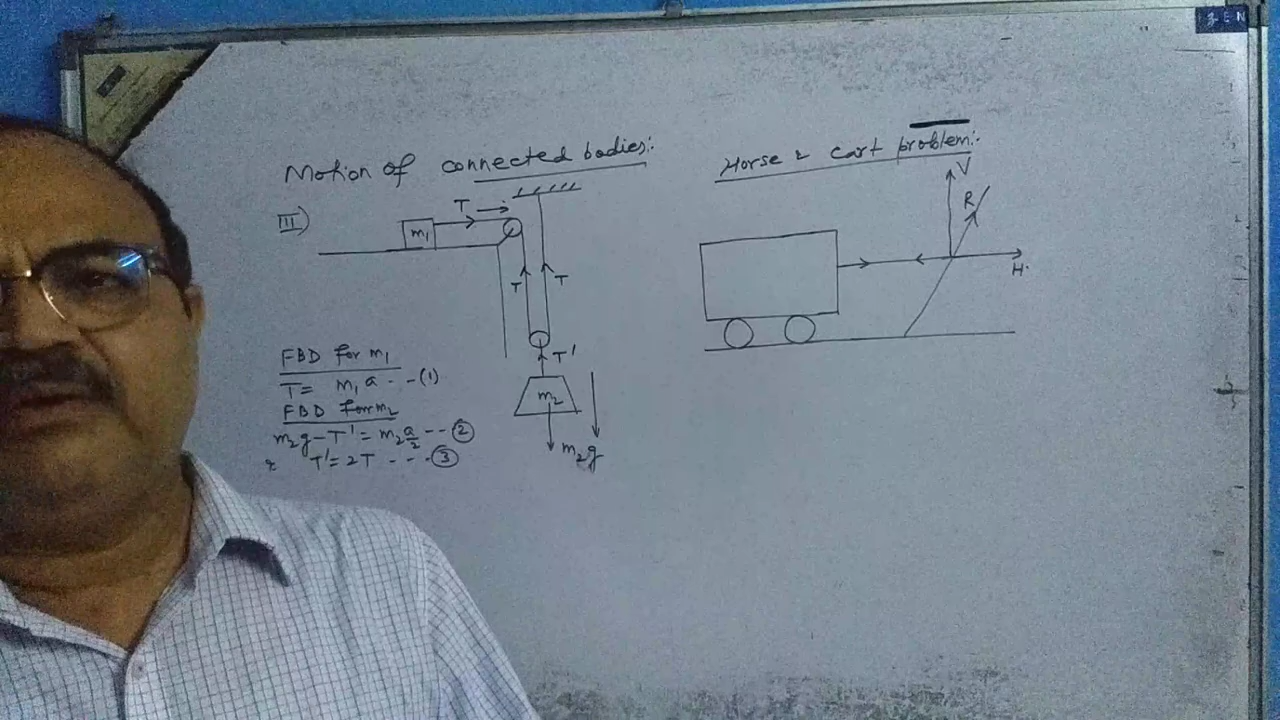 Motion of connected bodies:
III)
T
m₁
T
T
T'
m₂
m₂g
FBD for m₁
T = m₁a - - (1)
FBD for m₂
m₂g - T' = m₂ a/2 - - ②
T' = 2T - - - ③
Horse & cart problem:
V
R
H.